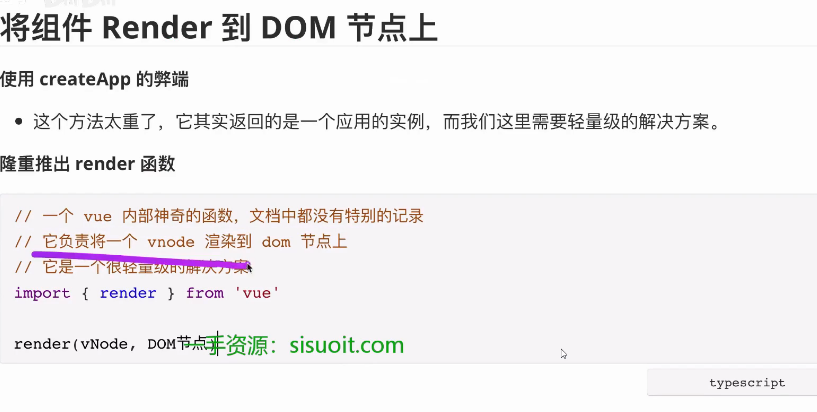 将组件 Render 到 DOM 节点上
使用 createApp 的弊端
这个方法太重了，它其实返回的是一个应用的实例，而我们这里需要轻量级的解决方案。
隆重推出 render 函数
// 一个 vue 内部神奇的函数，文档中都没有特别的记录
// 它负责将一个 vnode 渲染到 dom 节点上
// 它是一个很轻量级的解决方案
import { render } from 'vue'
render(vNode, DOM节点)
一手资源：sisuoit.com
typescript